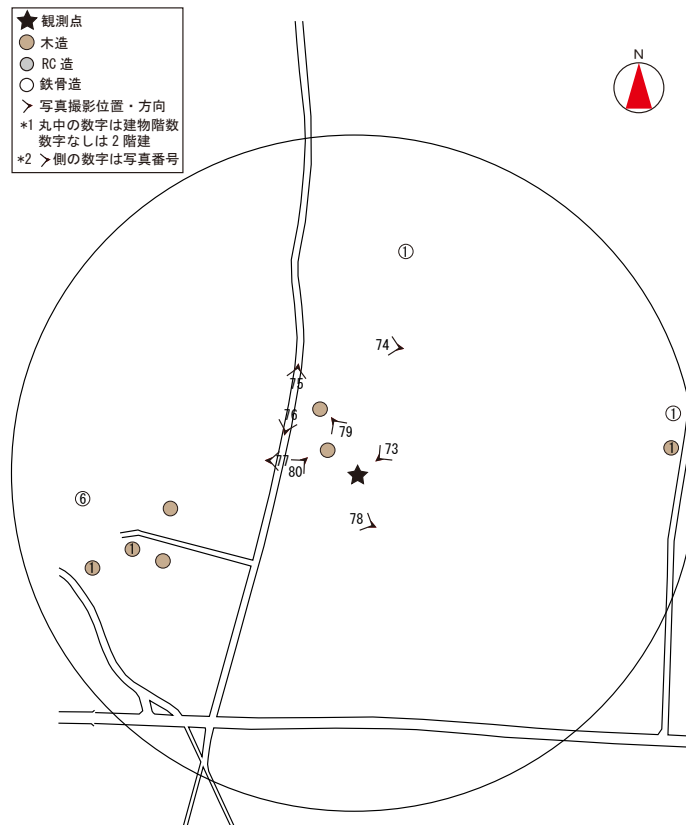 観測点
木造
RC 造
鉄骨造
写真撮影位置・方向
*1 丸中の数字は建物階数
数字なしは 2 階建
*2 側の数字は写真番号
N
1
74
75
76
79
1
1
73
77
80
6
78
1
1